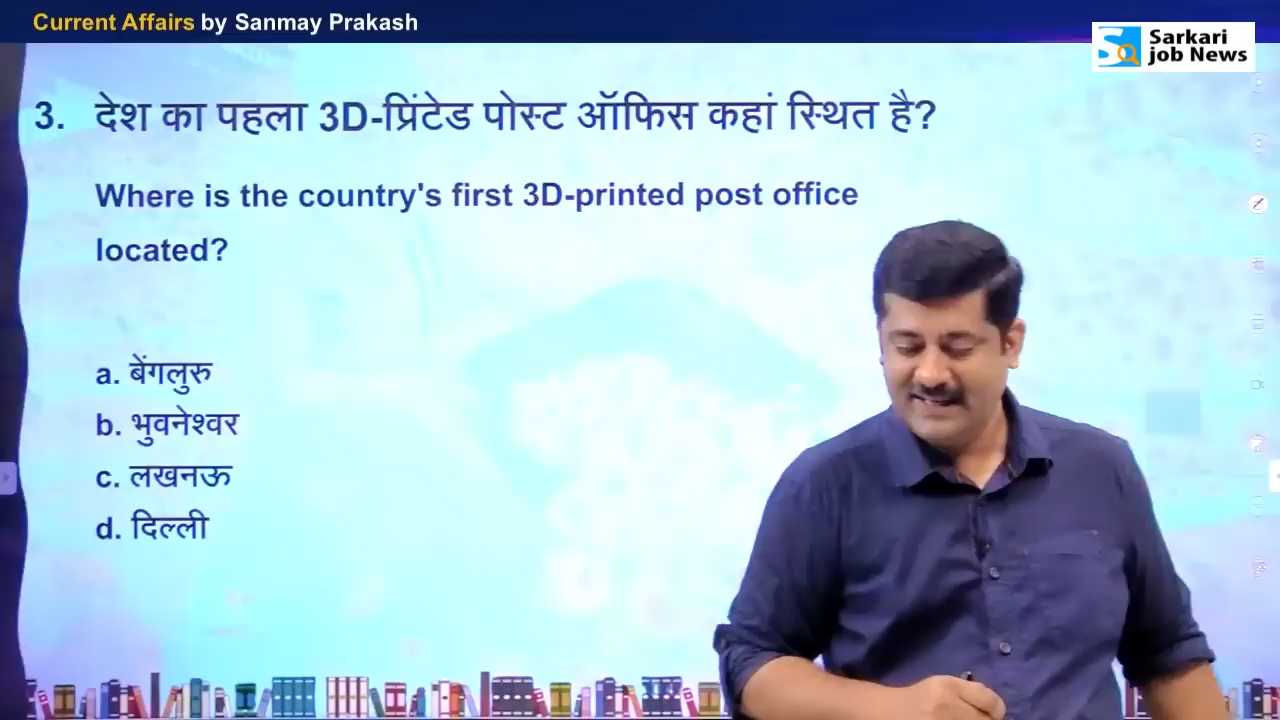 Current Affairs by Sanmay Prakash
Sarkari
Job News
3. देश का पहला 3D-प्रिंटेड पोस्ट ऑफिस कहां स्थित है?
Where is the country's first 3D-printed post office
located?
a. बेंगलुरु
b. भुवनेश्वर
c. लखनऊ
d. दिल्ली